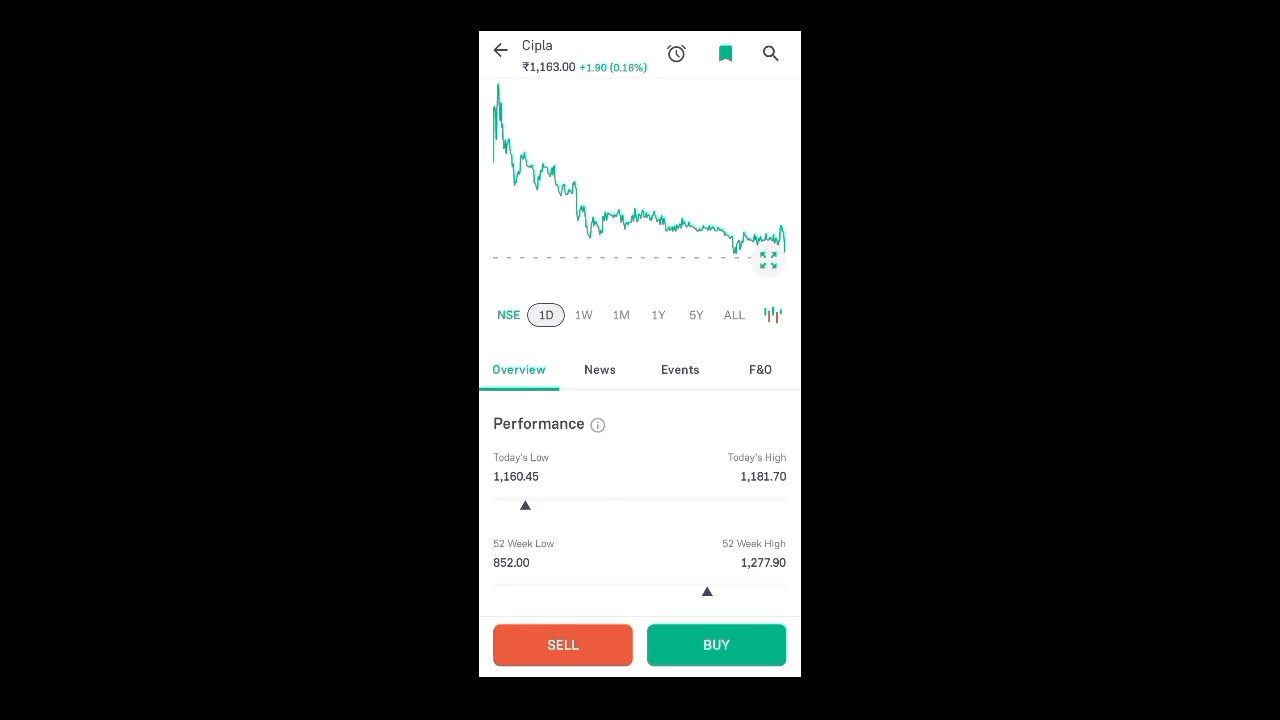 Cipla
₹1,163.00 +1.90 (0.16%)
NSE 1D 1W 1M 1Y 5Y ALL
Overview News Events F&O
Performance
Today's Low Today's High
1,160.45 1,181.70
52 Week Low 52 Week High
852.00 1,277.90
SELL BUY